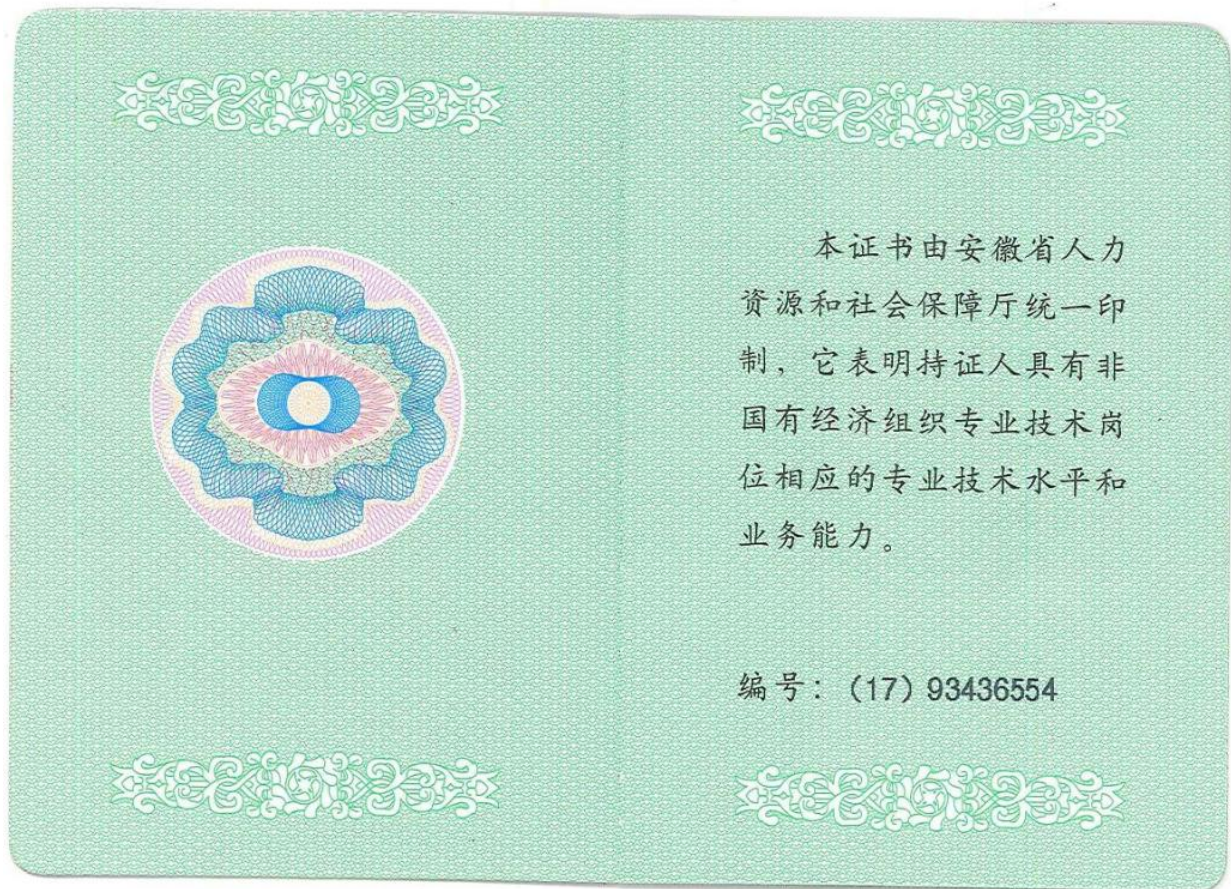 本证书由安徽省人力
资源和社会保障厅统一印
制，它表明持证人具有非
国有经济组织专业技术岗
位相应的专业技术水平和
业务能力。
编号：（17）93436554